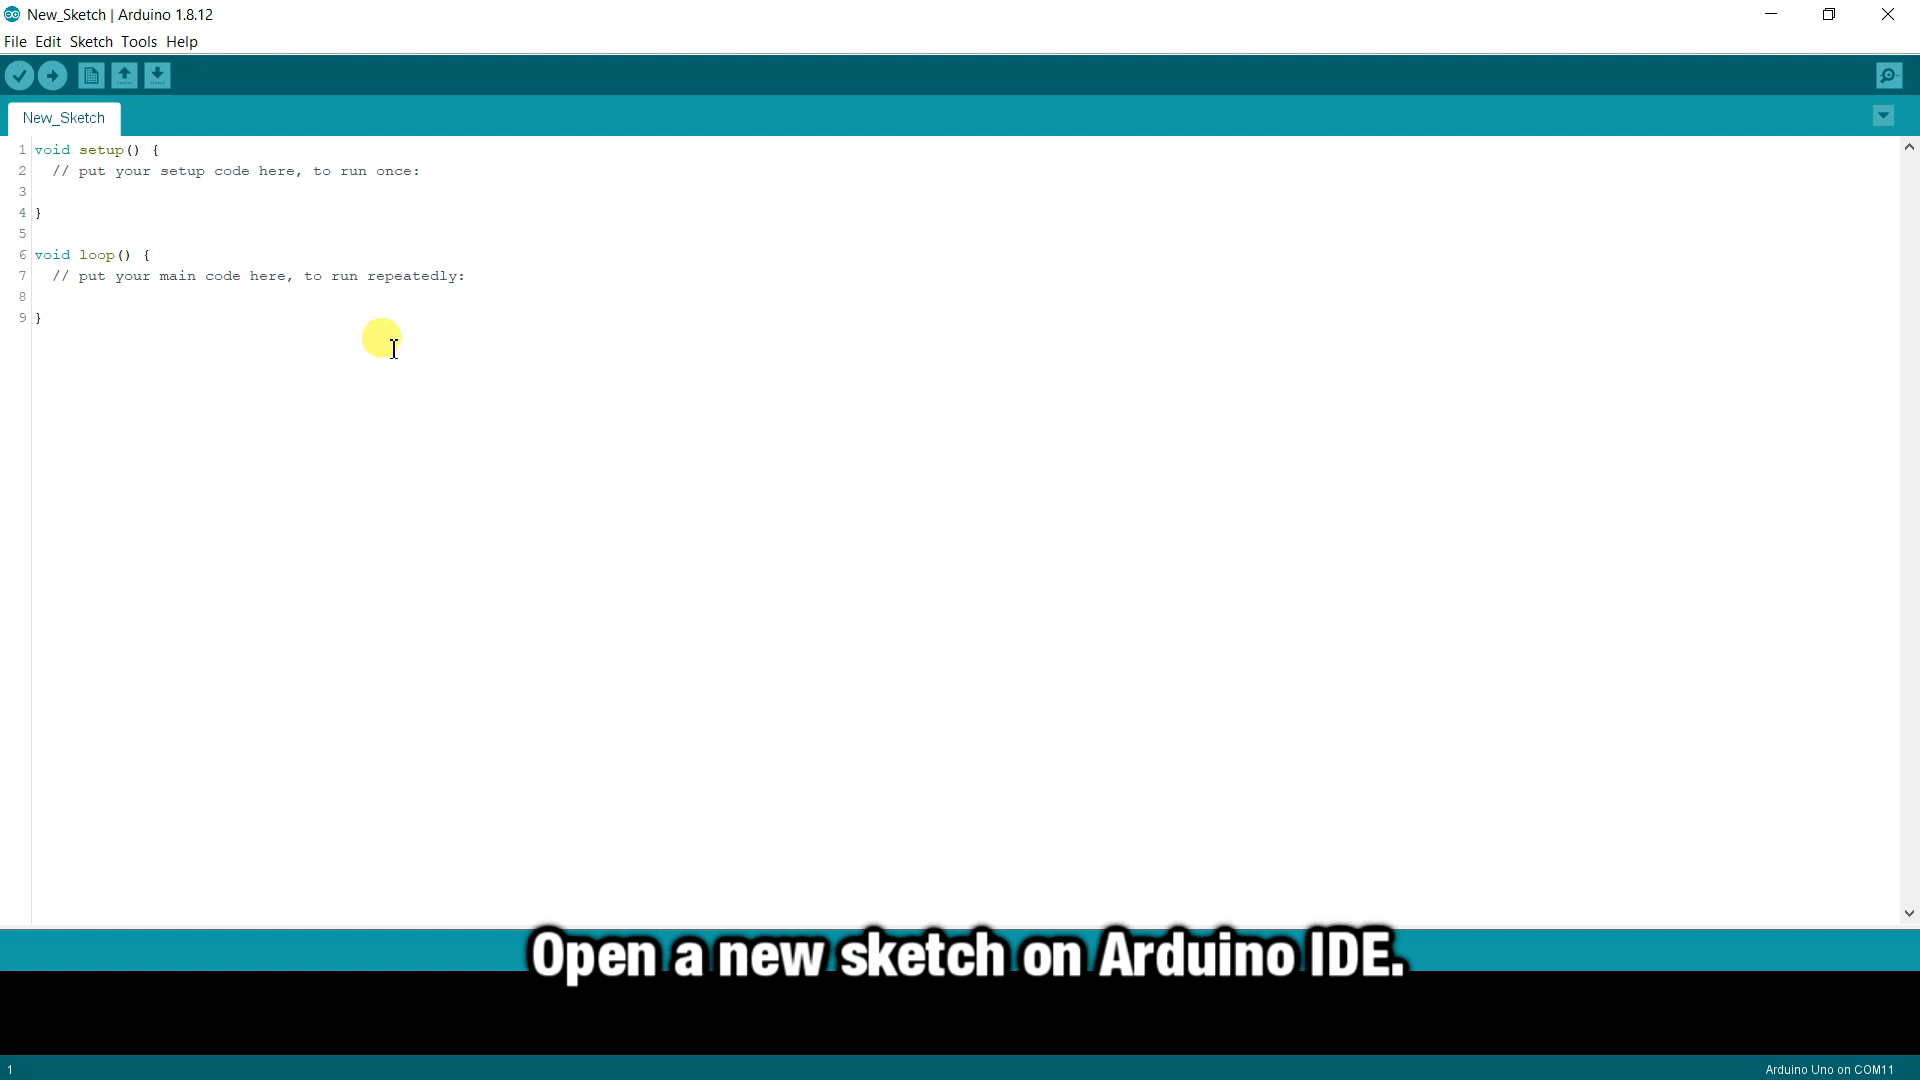 New_Sketch | Arduino 1.8.12
File Edit Sketch Tools Help
New_Sketch
1 void setup() {
2 // put your setup code here, to run once:
3
4 }
5
6 void loop() {
7 // put your main code here, to run repeatedly:
8
9 }
Open a new sketch on Arduino IDE.
1 Arduino Uno on COM11